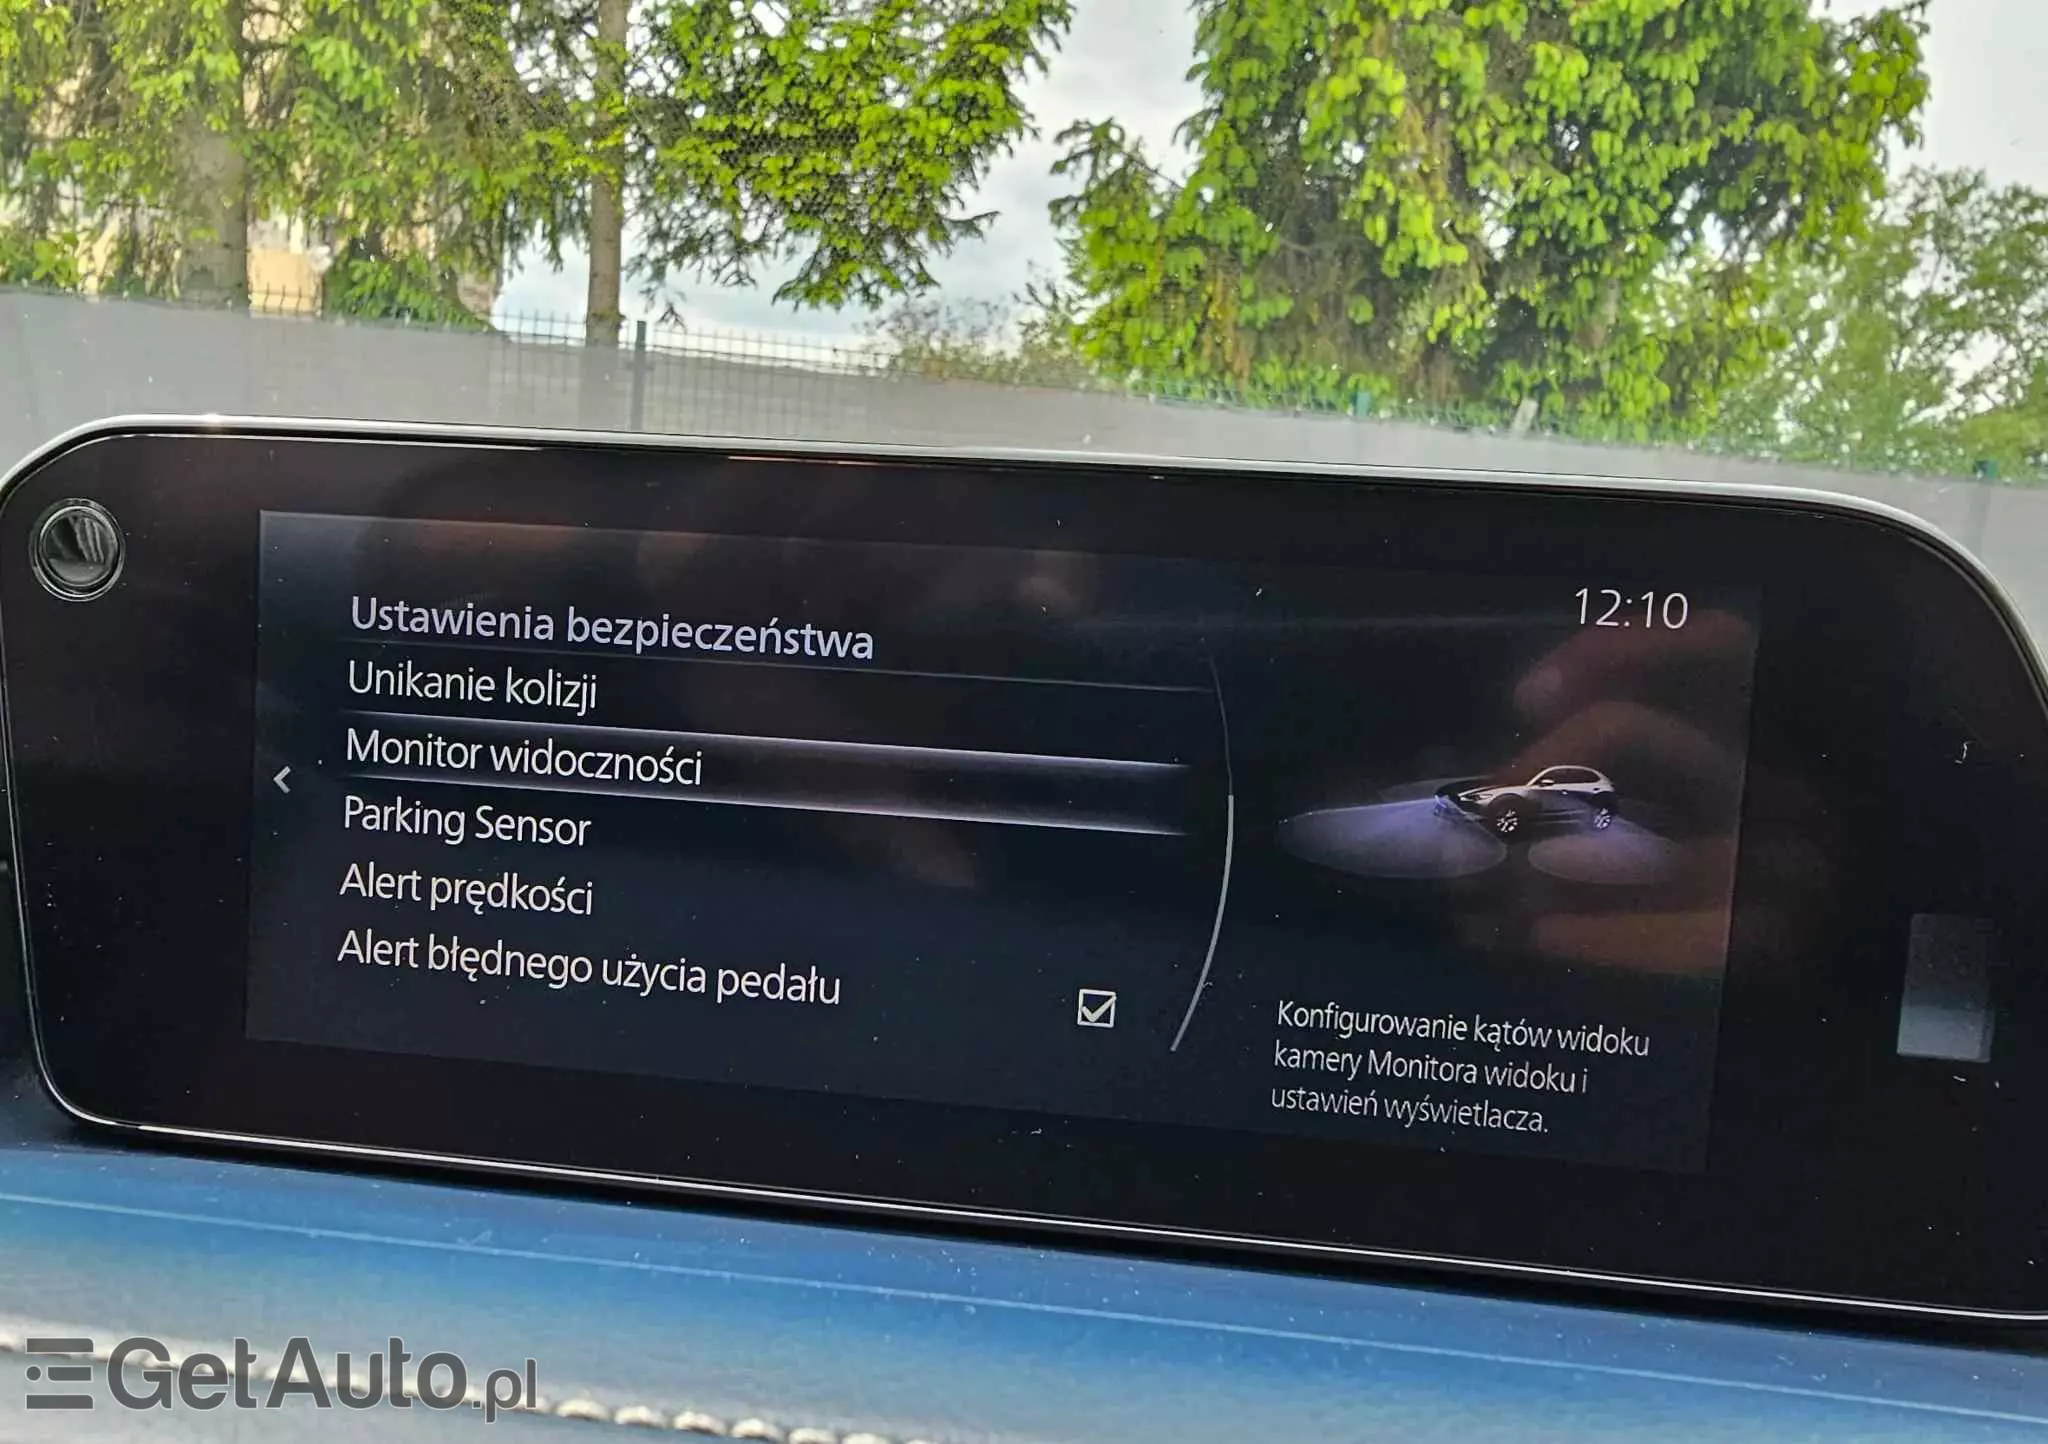 12:10
Ustawienia bezpieczeństwa
Unikanie kolizji
Monitor widoczności
Parking Sensor
Alert prędkości
Alert błędnego użycia pedału
Konfigurowanie kątów widoku
kamery Monitora widoku i
ustawień wyświetlacza.
GetAuto.pl